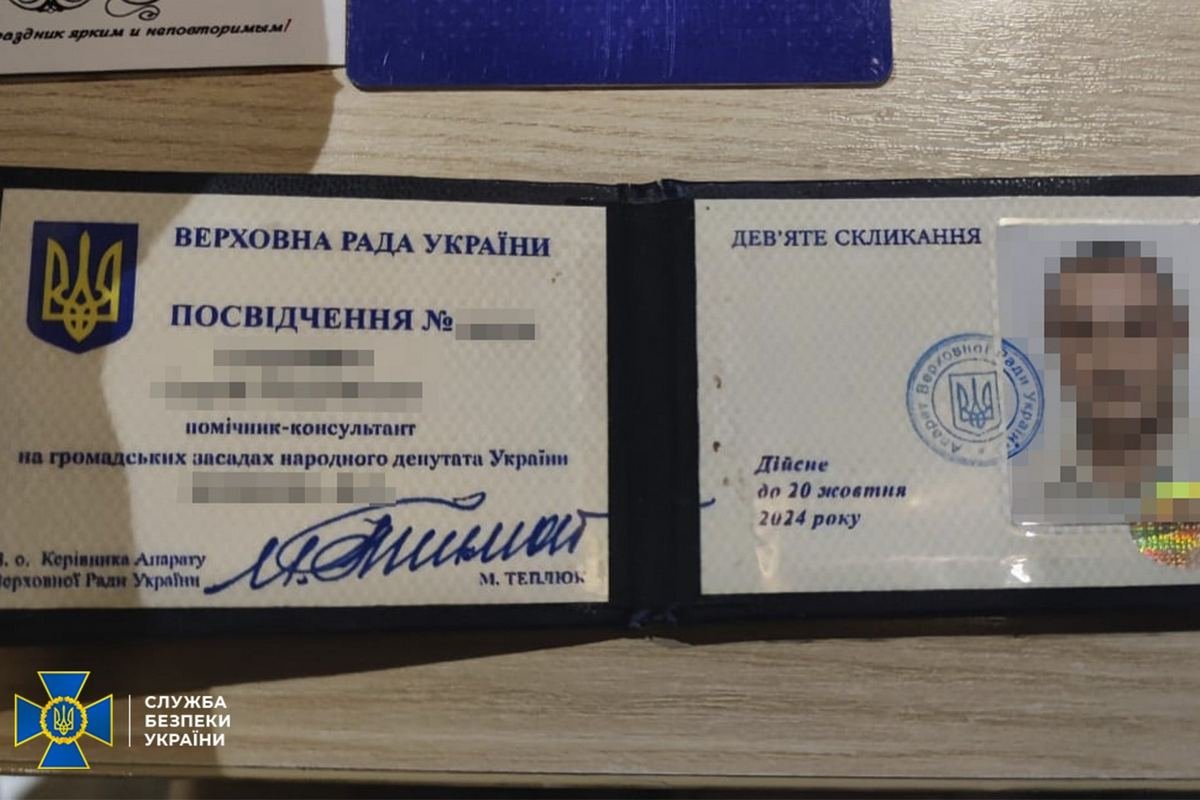 раздник ярким и неповторимым!
ВЕРХОВНА РАДА УКРАЇНИ
ПОСВІДЧЕННЯ №
помічник-консультант
на громадських засадах народного депутата України
В. о. Керівника Апарату
Верховної Ради України
М. ТЕПЛЮК
ДЕВ'ЯТЕ СКЛИКАННЯ
Апарат Верховної Ради України
Дійсне
до 20 жовтня
2024 року
СЛУЖБА
БЕЗПЕКИ
УКРАЇНИ